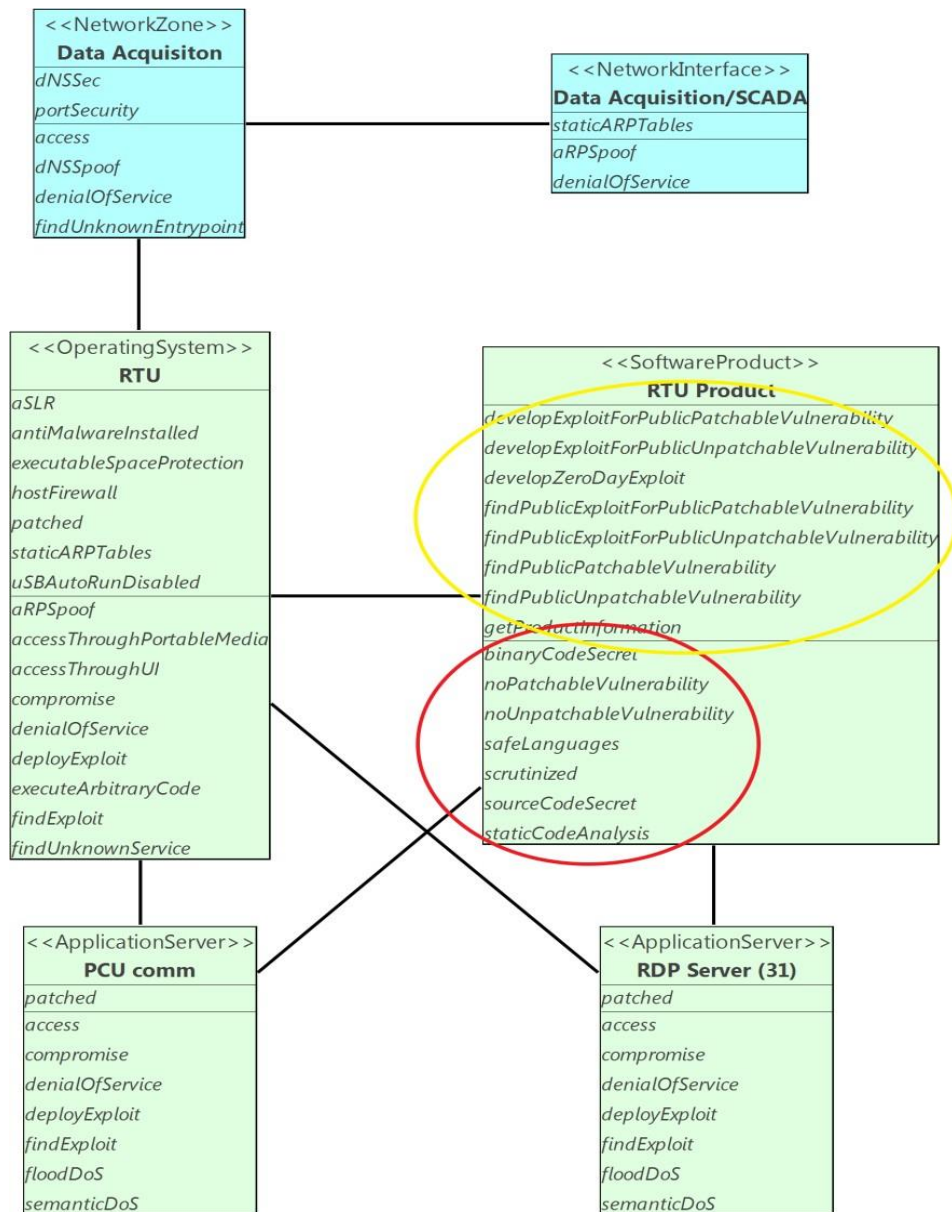 <<NetworkZone>>
Data Acquisiton
dNSSec
portSecurity
access
dNSSpoof
denialOfService
findUnknownEntrypoint
<<NetworkInterface>>
Data Acquisition/SCADA
staticARPTables
aRPSpoof
denialOfService
<<OperatingSystem>>
RTU
aSLR
antiMalwareInstalled
executableSpaceProtection
hostFirewall
patched
staticARPTables
uSBAutoRunDisabled
aRPSpoof
accessThroughPortableMedia
accessThroughUI
compromise
denialOfService
deployExploit
executeArbitraryCode
findExploit
findUnknownService
<<SoftwareProduct>>
RTU Product
developExploitForPublicPatchableVulnerability
developExploitForPublicUnpatchableVulnerability
developZeroDayExploit
findPublicExploitForPublicPatchableVulnerability
findPublicExploitForPublicUnpatchableVulnerability
findPublicPatchableVulnerability
findPublicUnpatchableVulnerability
getProductInformation
binaryCodeSecret
noPatchableVulnerability
noUnpatchableVulnerability
safeLanguages
scrutinized
sourceCodeSecret
staticCodeAnalysis
<<ApplicationServer>>
PCU comm
patched
access
compromise
denialOfService
deployExploit
findExploit
floodDoS
semanticDoS
<<ApplicationServer>>
RDP Server (31)
patched
access
compromise
denialOfService
deployExploit
findExploit
floodDoS
semanticDoS